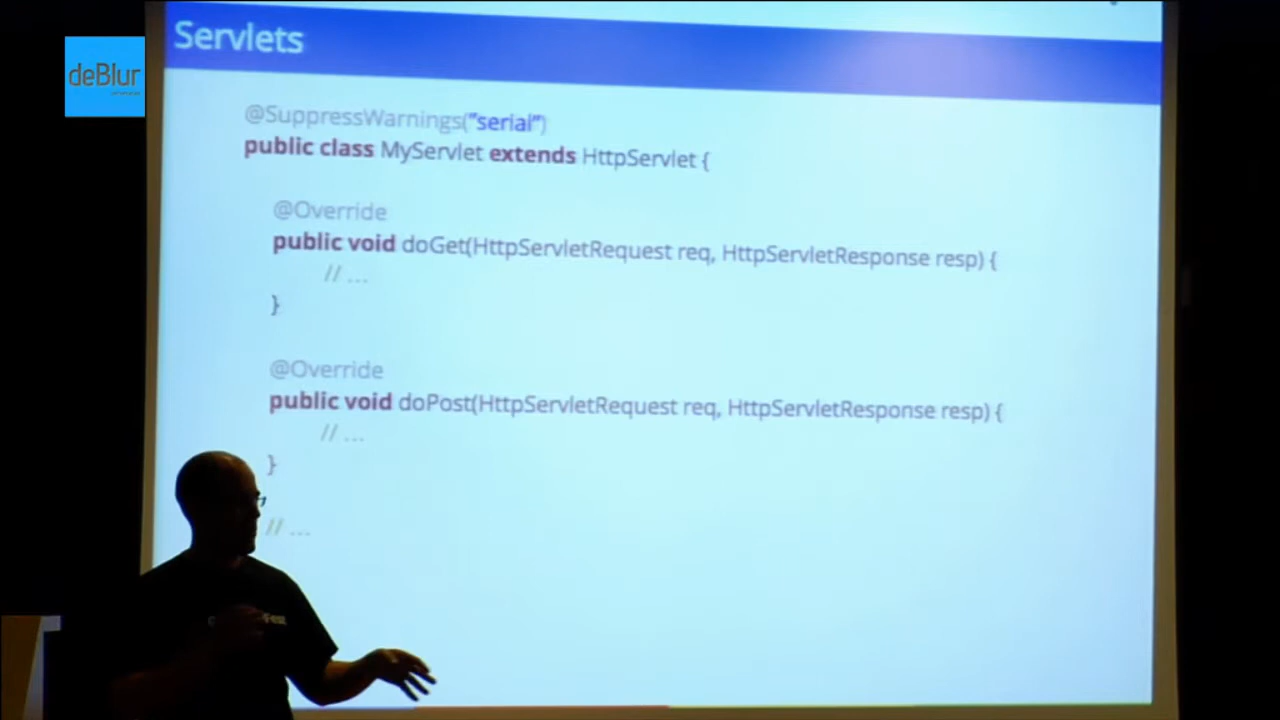 Servlets
deBlur
@SuppressWarnings("serial")
public class MyServlet extends HttpServlet {
@Override
public void doGet(HttpServletRequest req, HttpServletResponse resp) {
// ...
}
@Override
public void doPost(HttpServletRequest req, HttpServletResponse resp) {
// ...
}
// ...